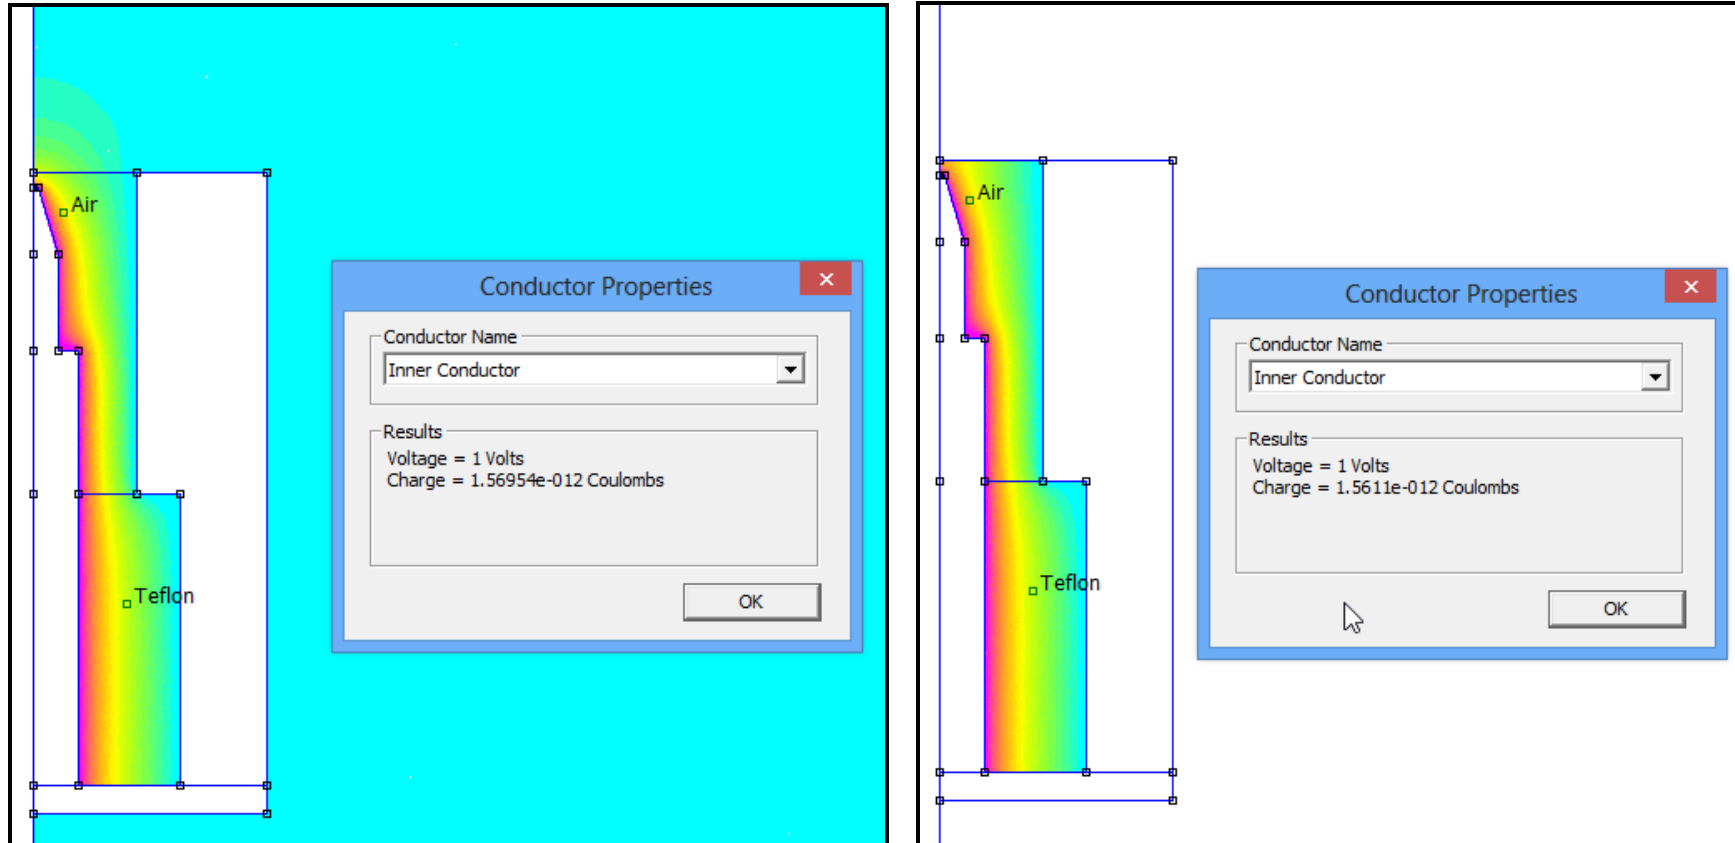 Air
Conductor Properties
Conductor Name
Inner Conductor
Results
Voltage = 1 Volts
Charge = 1.56954e-012 Coulombs
Teflon
OK
Air
Conductor Properties
Conductor Name
Inner Conductor
Results
Voltage = 1 Volts
Charge = 1.5611e-012 Coulombs
Teflon
OK